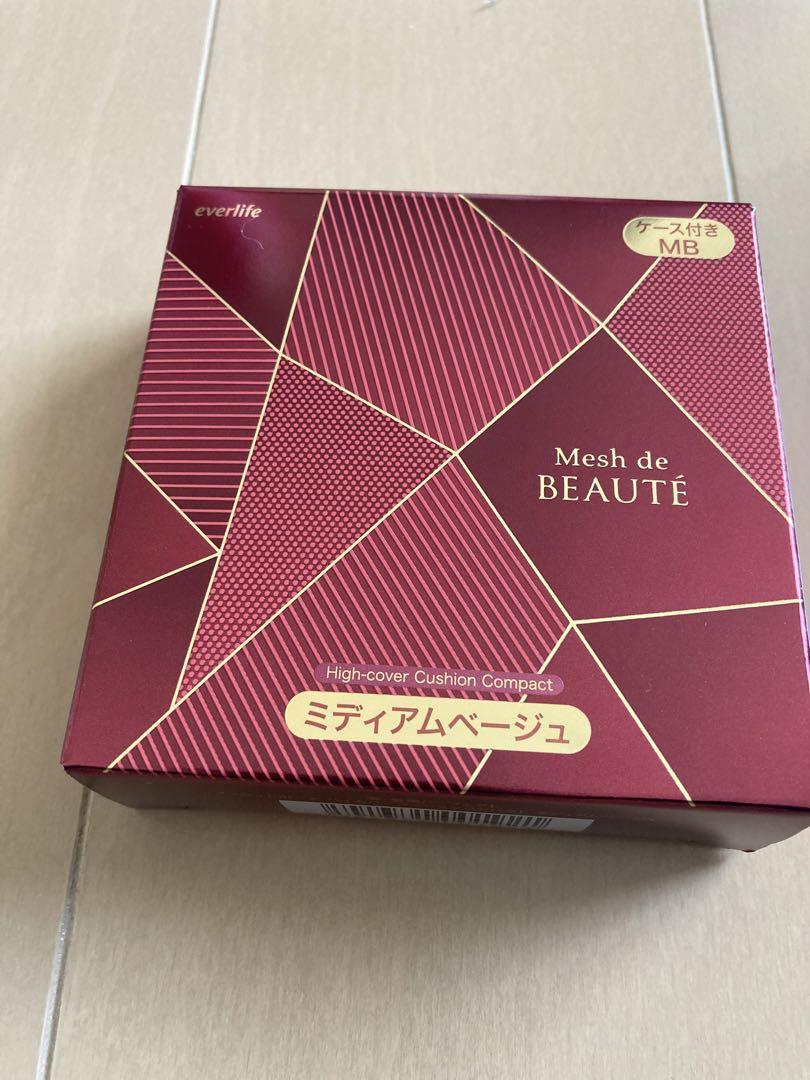 everlife
ケース付き
MB
Mesh de
BEAUTÉ
High-cover Cushion Compact
ミディアムベージュ